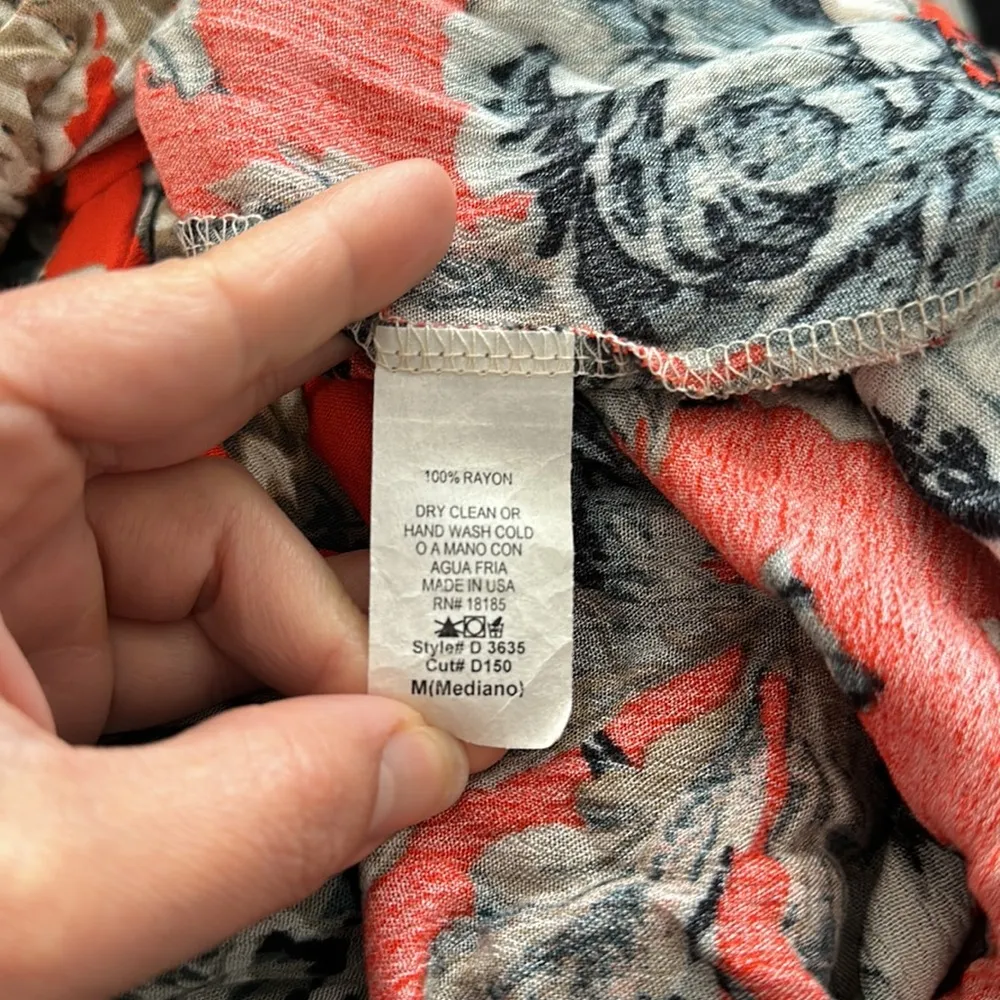 100% RAYON
DRY CLEAN OR
HAND WASH COLD
O A MANO CON
AGUA FRIA
MADE IN USA
RN# 18185
Style# D 3635
Cut# D150
M(Mediano)